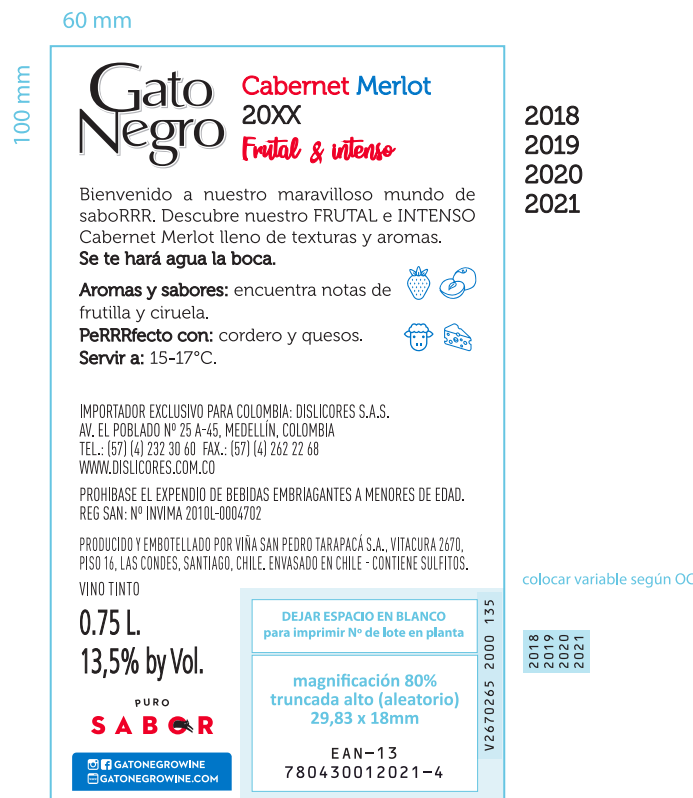 60 mm
100 mm
Gato
Negro
Cabernet Merlot
20XX
Frutal & intenso
2018
2019
2020
2021
Bienvenido a nuestro maravilloso mundo de
saboRRR. Descubre nuestro FRUTAL e INTENSO
Cabernet Merlot lleno de texturas y aromas.
Se te hará agua la boca.
Aromas y sabores: encuentra notas de
frutilla y ciruela.
PeRRRfecto con: cordero y quesos.
Servir a: 15-17°C.
IMPORTADOR EXCLUSIVO PARA COLOMBIA: DISLICORES S.A.S.
AV. EL POBLADO Nº 25 A-45, MEDELLÍN, COLOMBIA
TEL.: (57) (4) 232 30 60 FAX.: (57) (4) 262 22 68
WWW.DISLICORES.COM.CO
PROHIBASE EL EXPENDIO DE BEBIDAS EMBRIAGANTES A MENORES DE EDAD.
REG SAN: Nº INVIMA 2010L-0004702
PRODUCIDO Y EMBOTELLADO POR VIÑA SAN PEDRO TARAPACÁ S.A., VITACURA 2670,
PISO 16, LAS CONDES, SANTIAGO, CHILE. ENVASADO EN CHILE - CONTIENE SULFITOS.
VINO TINTO
0.75 L.
13,5% by Vol.
PURO
SABOR
GATONEGROWINE
GATONEGROWINE.COM
DEJAR ESPACIO EN BLANCO
para imprimir Nº de lote en planta
magnificación 80%
truncada alto (aleatorio)
29,83 x 18mm
EAN-13
780430012021-4
V2670265 2000 135
colocar variable según OC
2018
2019
2020
2021